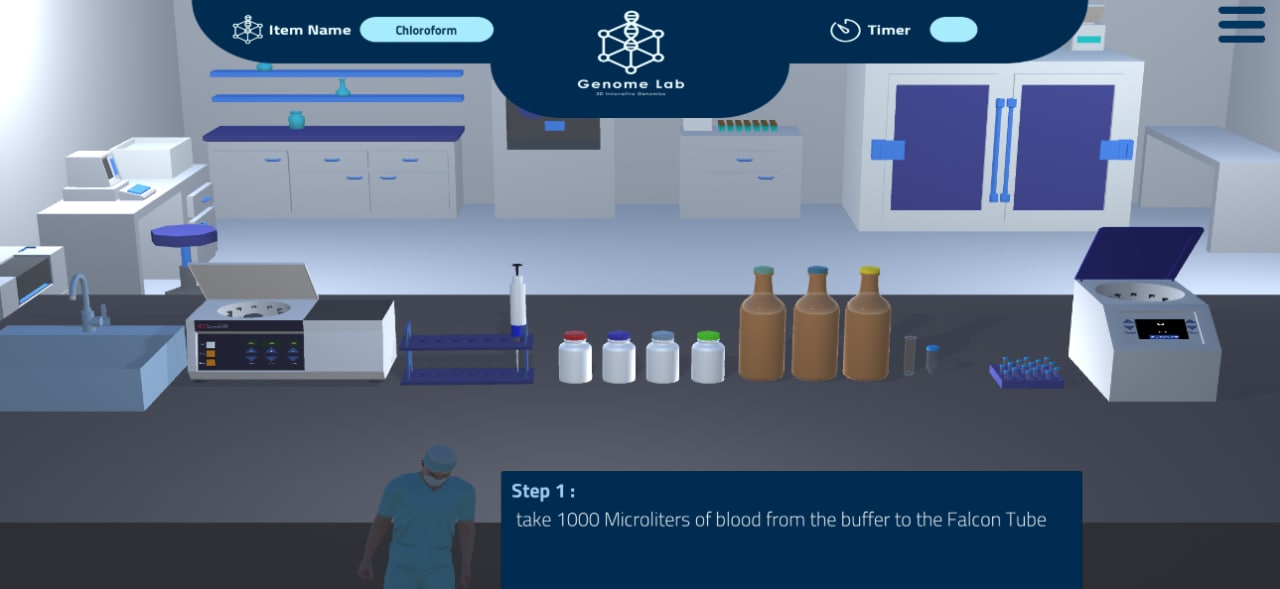 Item Name
Chloroform
Timer
Genome Lab
3D Innovative Genomics
Step 1 :
take 1000 Microliters of blood from the buffer to the Falcon Tube